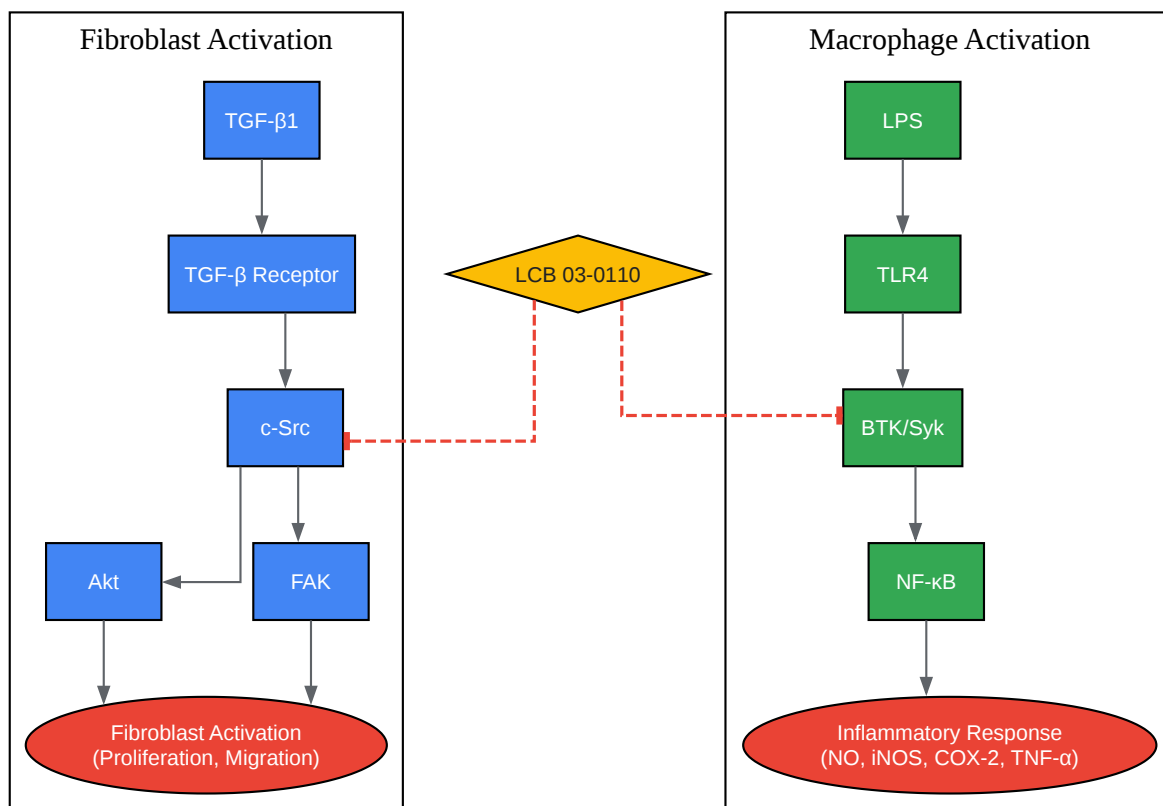 Fibroblast Activation
TGF-β1
TGF-β Receptor
c-Src
Akt
FAK
Fibroblast Activation
(Proliferation, Migration)
LCB 03-0110
Macrophage Activation
LPS
TLR4
BTK/Syk
NF-κB
Inflammatory Response
(NO, iNOS, COX-2, TNF-α)